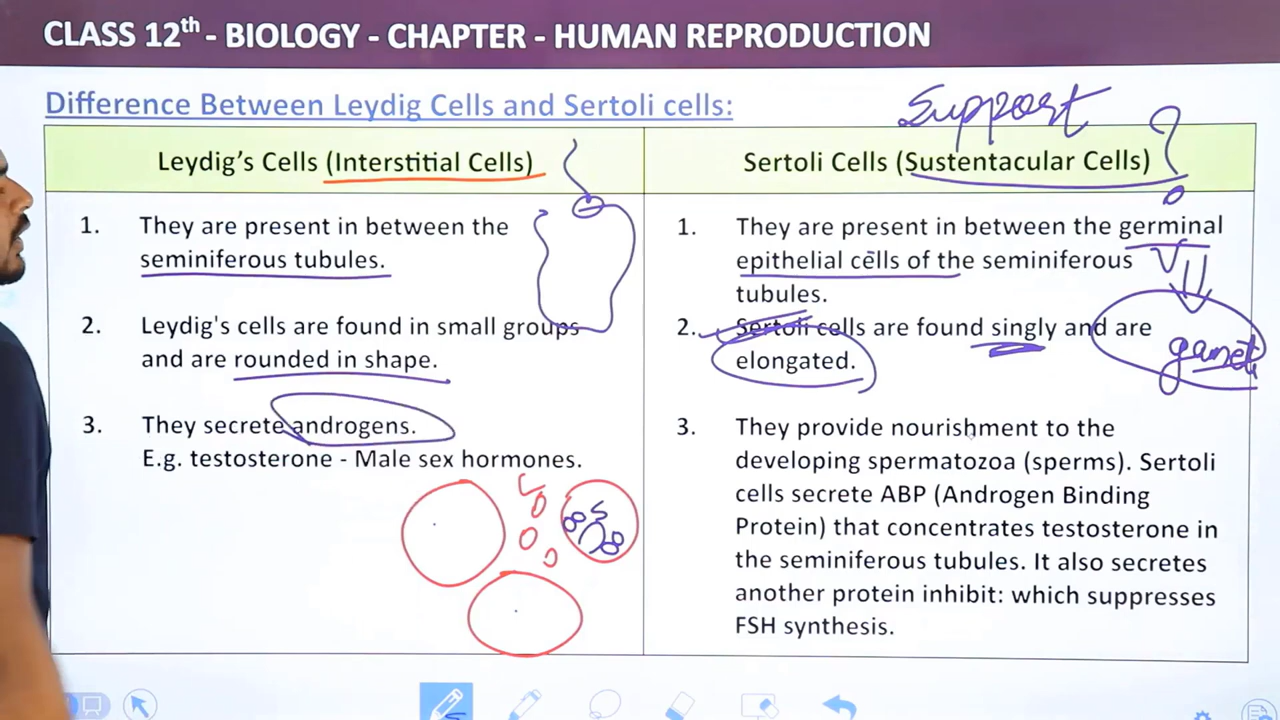 CLASS 12th - BIOLOGY - CHAPTER - HUMAN REPRODUCTION
Difference Between Leydig Cells and Sertoli cells:
Support
Leydig's Cells (Interstitial Cells)
1. They are present in between the
seminiferous tubules.
2. Leydig's cells are found in small groups
and are rounded in shape.
3. They secrete androgens.
E.g. testosterone - Male sex hormones.
Sertoli Cells (Sustentacular Cells) ?
1. They are present in between the germinal
epithelial cells of the seminiferous
tubules.
2. Sertoli cells are found singly and are
elongated.
gamet
3. They provide nourishment to the
developing spermatozoa (sperms). Sertoli
cells secrete ABP (Androgen Binding
Protein) that concentrates testosterone in
the seminiferous tubules. It also secretes
another protein inhibit: which suppresses
FSH synthesis.